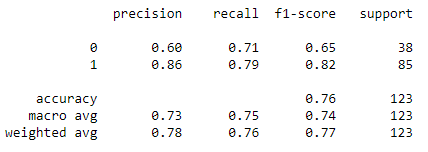 precision recall f1-score support
0 0.60 0.71 0.65 38
1 0.86 0.79 0.82 85
accuracy 0.76 123
macro avg 0.73 0.75 0.74 123
weighted avg 0.78 0.76 0.77 123